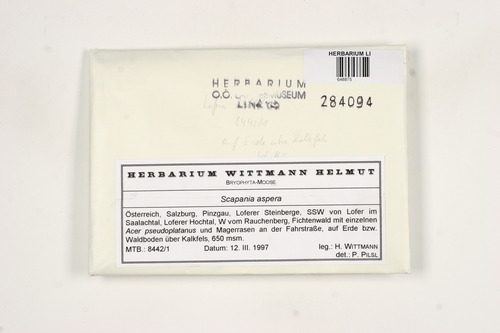 HERBARIUM LI
648875
HERBARIUM
O.Ö. LANDESMUSEUM
LINZ/D
284094
HERBARIUM WITTMANN HELMUT
BRYOPHYTA-MOOSE
Scapania aspera
Österreich, Salzburg, Pinzgau, Loferer Steinberge, SSW von Lofer im
Saalachtal, Loferer Hochtal, W vom Rauchenberg, Fichtenwald mit einzelnen
Acer pseudoplatanus und Magerrasen an der Fahrstraße, auf Erde bzw.
Waldboden über Kalkfels, 650 msm.
leg.: H. WITTMANN
MTB.: 8442/1 Datum: 12. III. 1997 det.: P. PILSL